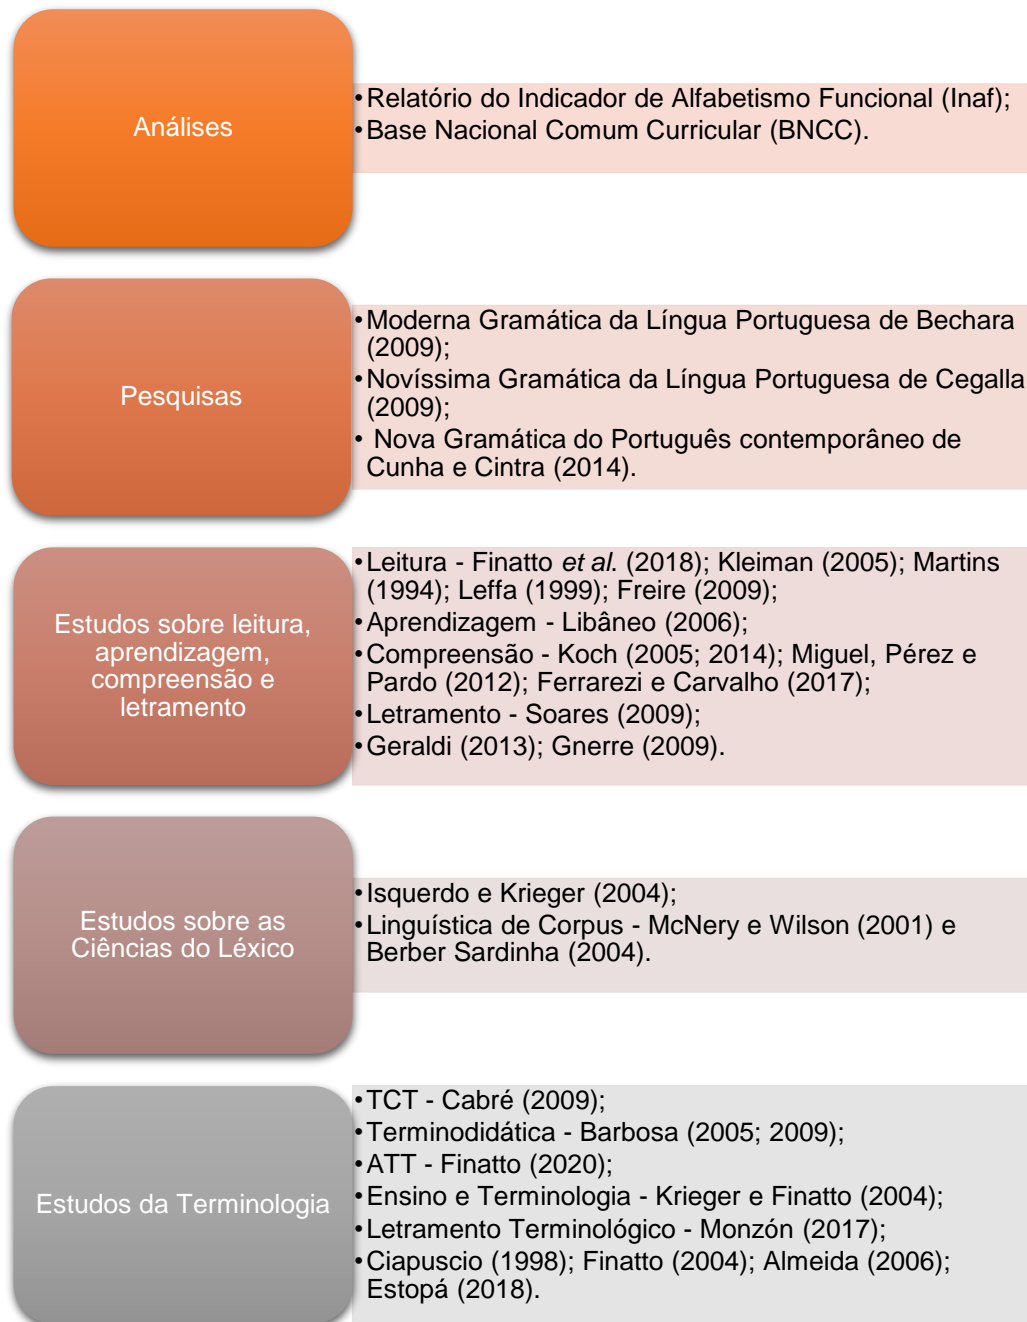 Análises
•Relatório do Indicador de Alfabetismo Funcional (Inaf);
•Base Nacional Comum Curricular (BNCC).
Pesquisas
•Moderna Gramática da Língua Portuguesa de Bechara
(2009);
•Novíssima Gramática da Língua Portuguesa de Cegalla
(2009);
• Nova Gramática do Português contemporâneo de
Cunha e Cintra (2014).
Estudos sobre leitura,
aprendizagem,
compreensão e
letramento
•Leitura - Finatto et al. (2018); Kleiman (2005); Martins
(1994); Leffa (1999); Freire (2009);
•Aprendizagem - Libâneo (2006);
•Compreensão - Koch (2005; 2014); Miguel, Pérez e
Pardo (2012); Ferrarezi e Carvalho (2017);
•Letramento - Soares (2009);
•Geraldi (2013); Gnerre (2009).
Estudos sobre as
Ciências do Léxico
•Isquerdo e Krieger (2004);
•Linguística de Corpus - McNery e Wilson (2001) e
Berber Sardinha (2004).
Estudos da Terminologia
•TCT - Cabré (2009);
•Terminodidática - Barbosa (2005; 2009);
•ATT - Finatto (2020);
•Ensino e Terminologia - Krieger e Finatto (2004);
•Letramento Terminológico - Monzón (2017);
•Ciapuscio (1998); Finatto (2004); Almeida (2006);
Estopá (2018).